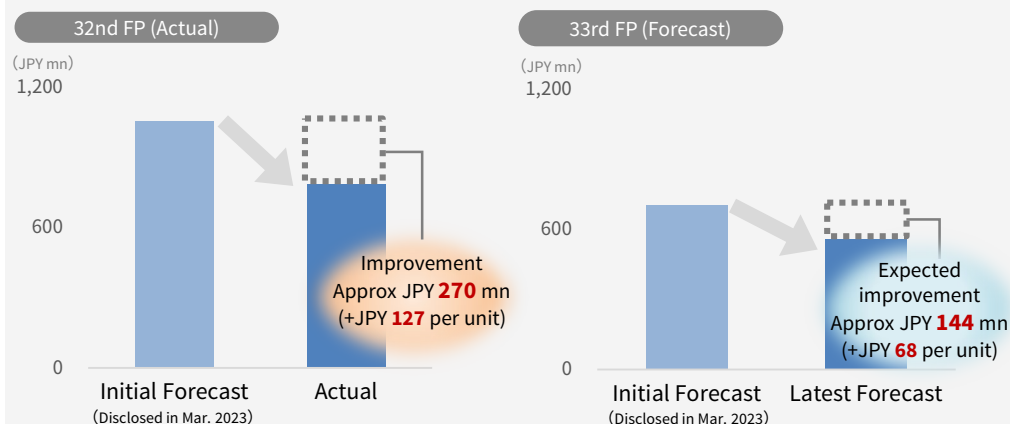 32nd FP (Actual)
（JPY mn）
1,200
600
0
Improvement
Approx JPY 270 mn
(+JPY 127 per unit)
Initial Forecast
（Disclosed in Mar. 2023）
Actual
33rd FP (Forecast)
（JPY mn）
1,200
600
0
Expected
improvement
Approx JPY 144 mn
(+JPY 68 per unit)
Initial Forecast
（Disclosed in Mar. 2023）
Latest Forecast